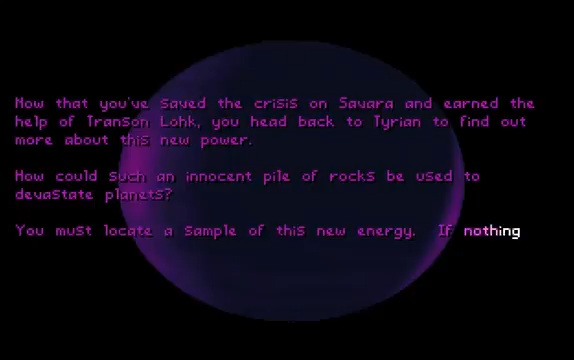 Now that you've saved the crisis on Savara and earned the
help of Transon Lohk, you head back to Tyrian to find out
more about this new power.
How could such an innocent pile of rocks be used to
devastate planets?
You must locate a sample of this new energy. If nothing